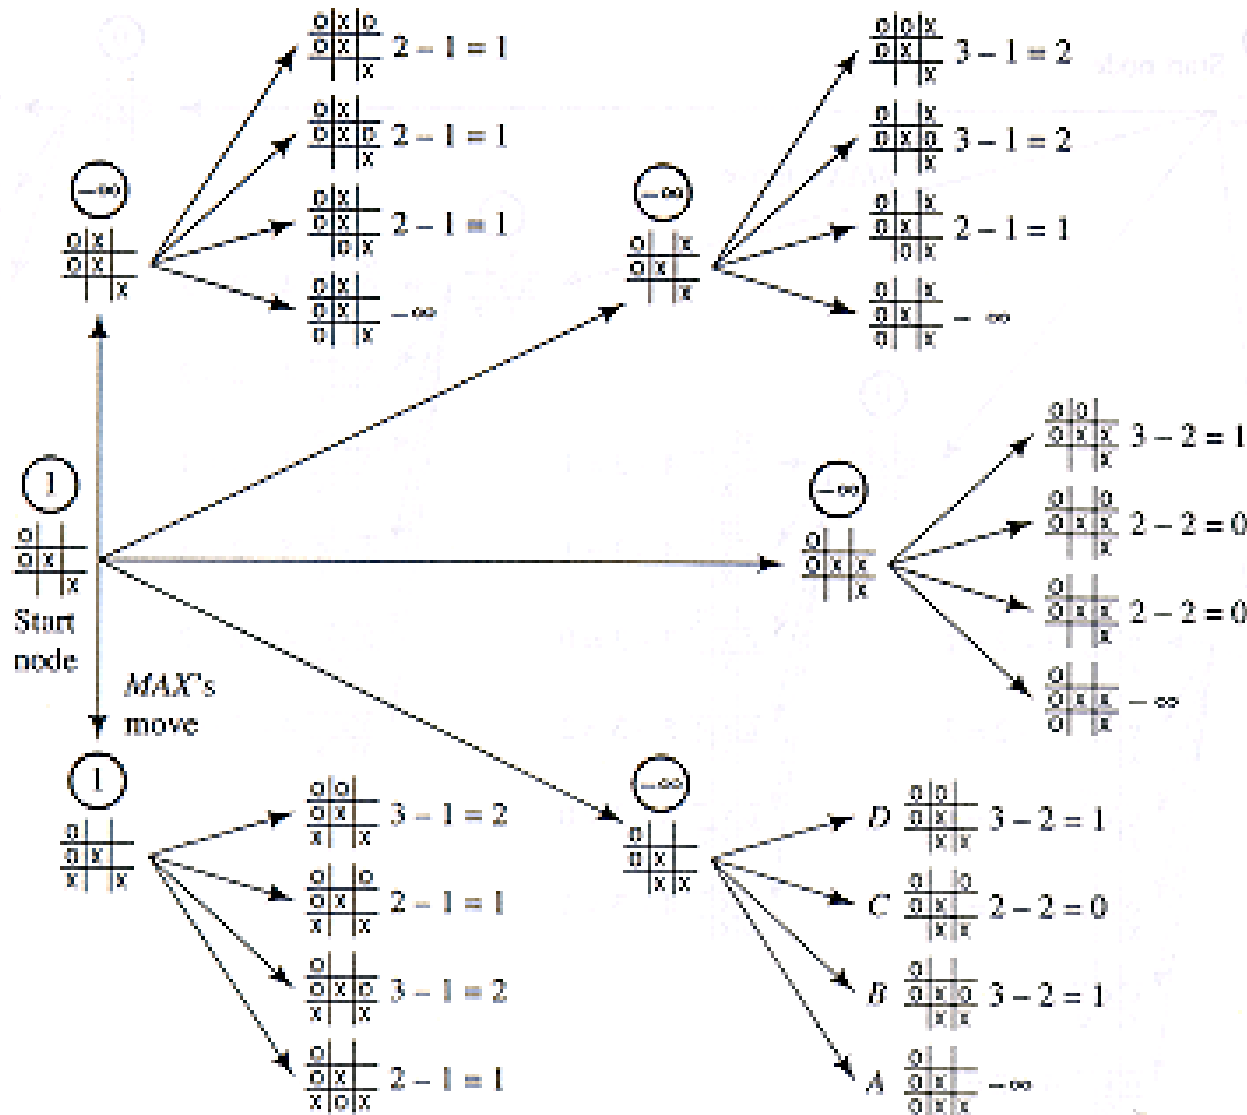 O X O
O X 2 − 1 = 1
X
O X
O X O 2 − 1 = 1
X
−∞
O X
O X 2 − 1 = 1
O X
O X
O X
X
O X
O X −∞
O X
O O X
O X 3 − 1 = 2
X
O X
O X O 3 − 1 = 2
X
−∞
O X
O X 2 − 1 = 1
O X
O X
O X
X
O X
O X − ∞
O X
1
O
O X
X
Start
node
MAX's
move
−∞
O
O X X
X
O O
O X X 3 − 2 = 1
X
O O
O X X 2 − 2 = 0
X
O
O X X 2 − 2 = 0
X
O
O X X −∞
O X
1
O
O X
X X
O O
O X 3 − 1 = 2
X X
O O
O X 2 − 1 = 1
X X
O
O X O 3 − 1 = 2
X X
O
O X 2 − 1 = 1
X O X
−∞
O
O X
X X
O O
D O X 3 − 2 = 1
X X
O O
C O X 2 − 2 = 0
X X
O
B O X O 3 − 2 = 1
X X
O
A O X −∞
O X X